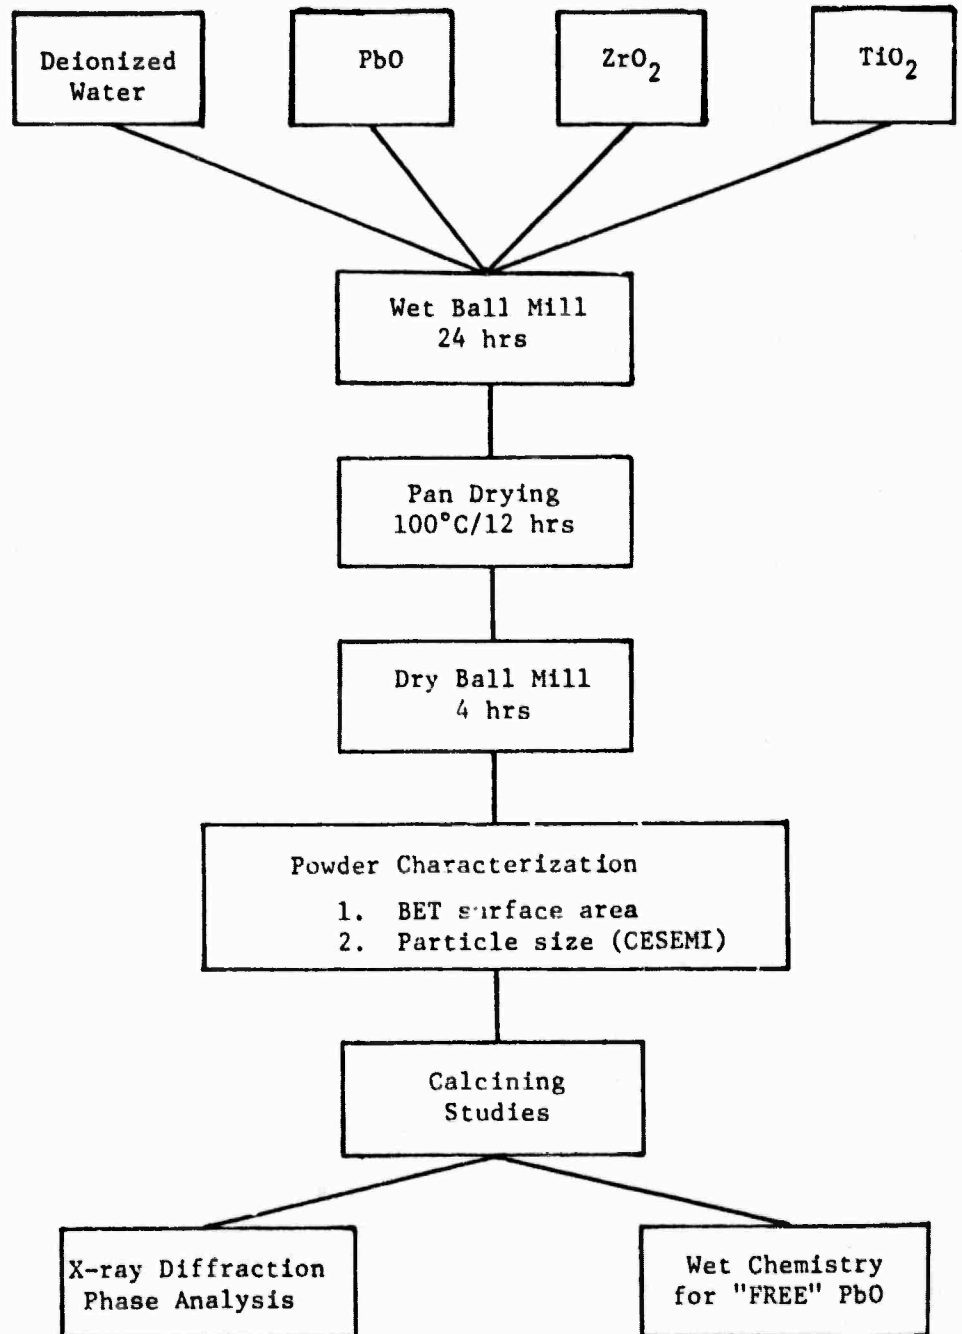 Deionized
Water
PbO
ZrO2
TiO2
Wet Ball Mill
24 hrs
Pan Drying
100°C/12 hrs
Dry Ball Mill
4 hrs
Powder Characterization
1. BET surface area
2. Particle size (CESEMI)
Calcining
Studies
X-ray Diffraction
Phase Analysis
Wet Chemistry
for "FREE" PbO